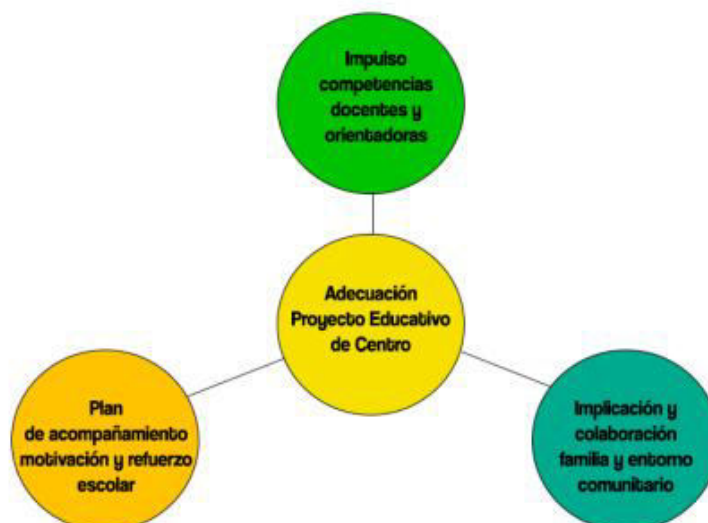 Impulso
competencias
docentes y
orientadoras
Adecuación
Proyecto Educativo
de Centro
Plan
de acompañamiento
motivación y refuerzo
escolar
Implicación y
colaboración
familia y entorno
comunitario